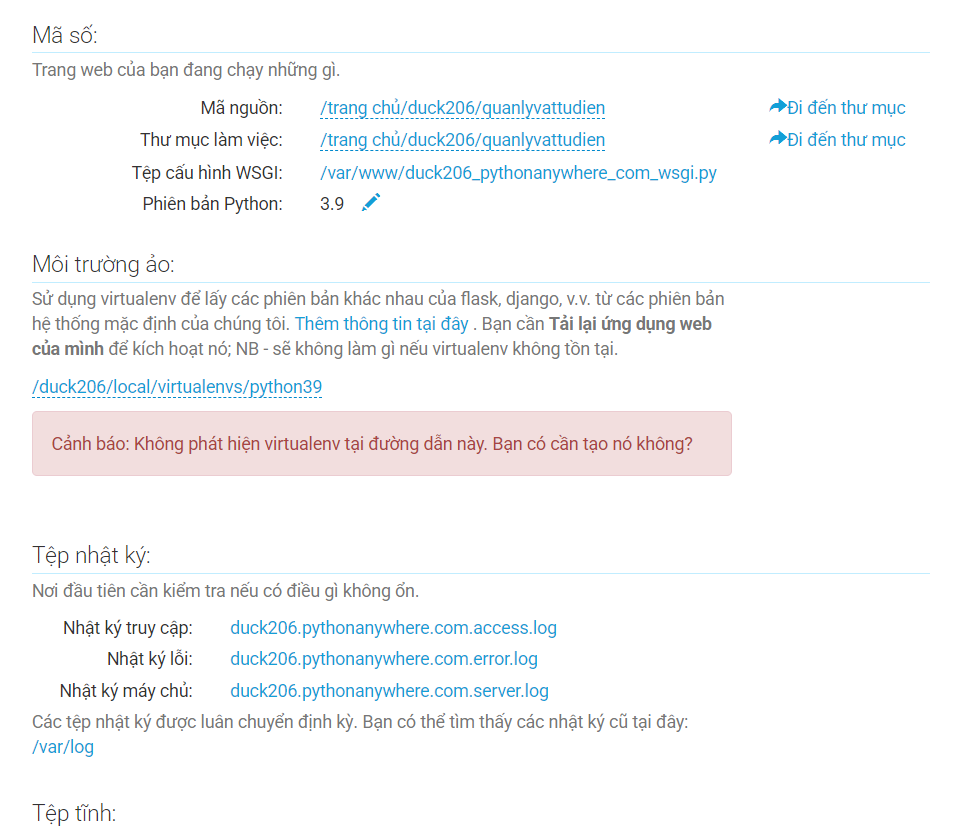 Mã số:
Trang web của bạn đang chạy những gì.
Mã nguồn: /trang chủ/duck206/quanlyvattudien Đi đến thư mục
Thư mục làm việc: /trang chủ/duck206/quanlyvattudien Đi đến thư mục
Tệp cấu hình WSGI: /var/www/duck206_pythonanywhere_com_wsgi.py
Phiên bản Python: 3.9
Môi trường ảo:
Sử dụng virtualenv để lấy các phiên bản khác nhau của flask, django, v.v. từ các phiên bản
hệ thống mặc định của chúng tôi. Thêm thông tin tại đây . Bạn cần Tải lại ứng dụng web
của mình để kích hoạt nó; NB - sẽ không làm gì nếu virtualenv không tồn tại.
/duck206/local/virtualenvs/python39
Cảnh báo: Không phát hiện virtualenv tại đường dẫn này. Bạn có cần tạo nó không?
Tệp nhật ký:
Nơi đầu tiên cần kiểm tra nếu có điều gì không ổn.
Nhật ký truy cập: duck206.pythonanywhere.com.access.log
Nhật ký lỗi: duck206.pythonanywhere.com.error.log
Nhật ký máy chủ: duck206.pythonanywhere.com.server.log
Các tệp nhật ký được luân chuyển định kỳ. Bạn có thể tìm thấy các nhật ký cũ tại đây:
/var/log
Tệp tĩnh: